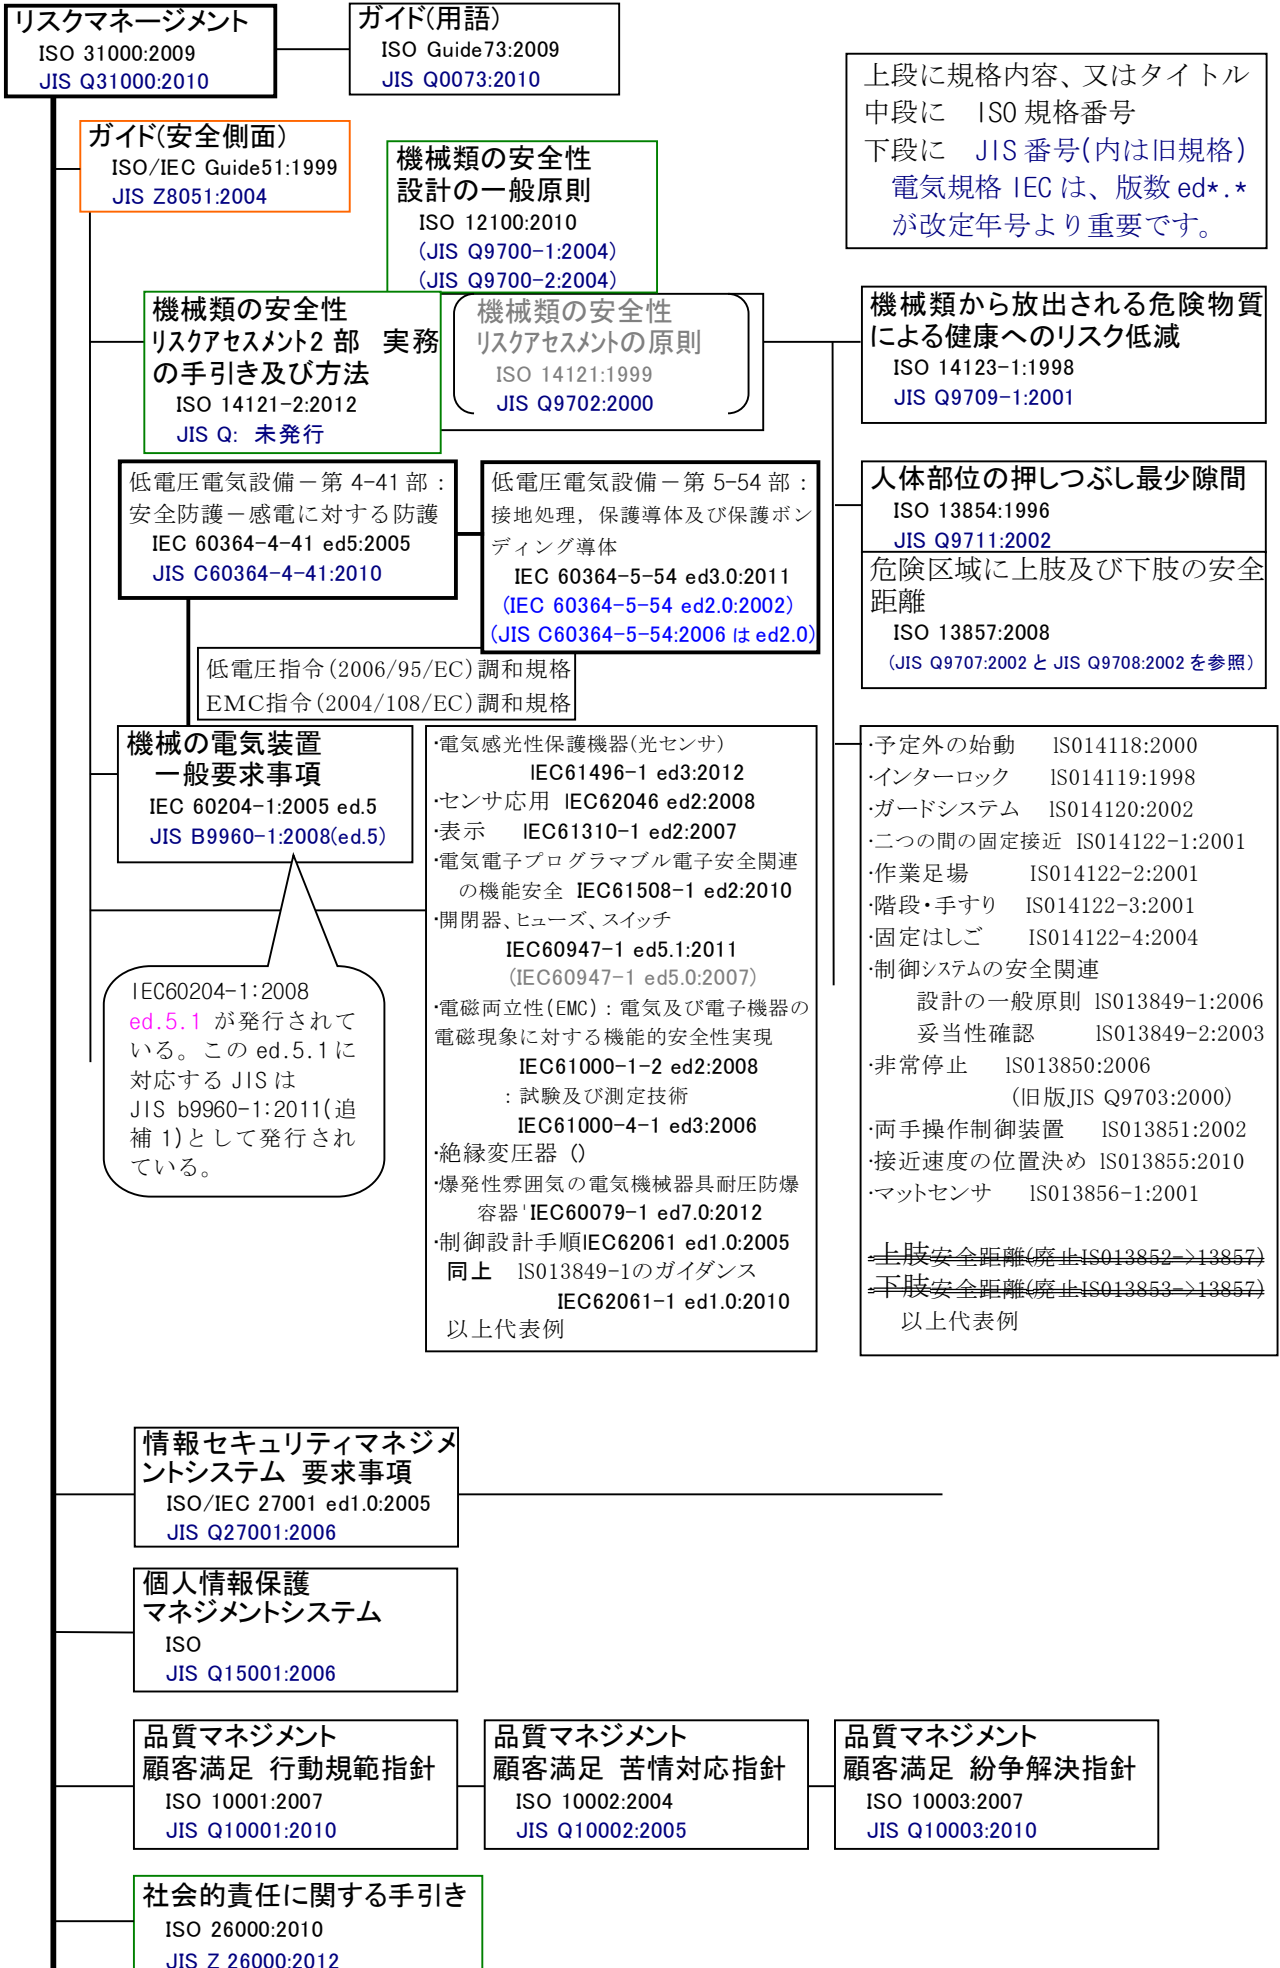 リスクマネージメント
ISO 31000:2009
JIS Q31000:2010
ガイド(用語)
ISO Guide73:2009
JIS Q0073:2010
上段に規格内容、又はタイトル
中段に ISO規格番号
下段に JIS番号(内は旧規格)
電気規格IECは、版数ed*.*
が改定年号より重要です。
ガイド(安全側面)
ISO/IEC Guide51:1999
JIS Z8051:2004
機械類の安全性
設計の一般原則
ISO 12100:2010
(JIS Q9700-1:2004)
(JIS Q9700-2:2004)
機械類の安全性
リスクアセスメント2部 実務
の手引き及び方法
ISO 14121-2:2012
JIS Q: 未発行
機械類の安全性
リスクアセスメントの原則
ISO 14121:1999
JIS Q9702:2000
機械類から放出される危険物質
による健康へのリスク低減
ISO 14123-1:1998
JIS Q9709-1:2001
低電圧電気設備－第4-41部：
安全防護－感電に対する防護
IEC 60364-4-41 ed5:2005
JIS C60364-4-41:2010
低電圧電気設備－第5-54部：
接地処理，保護導体及び保護ボン
ディング導体
IEC 60364-5-54 ed3.0:2011
(IEC 60364-5-54 ed2.0:2002)
(JIS C60364-5-54:2006はed2.0)
人体部位の押しつぶし最少隙間
ISO 13854:1996
JIS Q9711:2002
危険区域に上肢及び下肢の安全
距離
ISO 13857:2008
(JIS Q9707:2002とJIS Q9708:2002を参照)
低電圧指令(2006/95/EC)調和規格
EMC指令(2004/108/EC)調和規格
機械の電気装置
一般要求事項
IEC 60204-1:2005 ed.5
JIS B9960-1:2008(ed.5)
IEC60204-1:2008
ed.5.1 が発行されて
いる。このed.5.1に
対応するJISは
JIS b9960-1:2011(追
補1)として発行され
ている。
･電気感光性保護機器(光センサ)
IEC61496-1 ed3:2012
･センサ応用 IEC62046 ed2:2008
･表示 IEC61310-1 ed2:2007
･電気電子プログラマブル電子安全関連
の機能安全 IEC61508-1 ed2:2010
･開閉器、ヒューズ、スイッチ
IEC60947-1 ed5.1:2011
(IEC60947-1 ed5.0:2007)
･電磁両立性(EMC)：電気及び電子機器の
電磁現象に対する機能的安全性実現
IEC61000-1-2 ed2:2008
：試験及び測定技術
IEC61000-4-1 ed3:2006
･絶縁変圧器 ()
･爆発性雰囲気の電気機械器具耐圧防爆
容器'IEC60079-1 ed7.0:2012
･制御設計手順IEC62061 ed1.0:2005
同上 IS013849-1のガイダンス
IEC62061-1 ed1.0:2010
以上代表例
･予定外の始動 IS014118:2000
･インターロック IS014119:1998
･ガードシステム IS014120:2002
･二つの間の固定接近 IS014122-1:2001
･作業足場 IS014122-2:2001
･階段・手すり IS014122-3:2001
･固定はしご IS014122-4:2004
･制御システムの安全関連
設計の一般原則 IS013849-1:2006
妥当性確認 IS013849-2:2003
･非常停止 IS013850:2006
(旧版JIS Q9703:2000)
･両手操作制御装置 IS013851:2002
･接近速度の位置決め IS013855:2010
･マットセンサ IS013856-1:2001
･上肢安全距離(廃止IS013852->13857)
･下肢安全距離(廃止IS013853->13857)
以上代表例
情報セキュリティマネジメ
ントシステム 要求事項
ISO/IEC 27001 ed1.0:2005
JIS Q27001:2006
個人情報保護
マネジメントシステム
ISO
JIS Q15001:2006
品質マネジメント
顧客満足 行動規範指針
ISO 10001:2007
JIS Q10001:2010
品質マネジメント
顧客満足 苦情対応指針
ISO 10002:2004
JIS Q10002:2005
品質マネジメント
顧客満足 紛争解決指針
ISO 10003:2007
JIS Q10003:2010
社会的責任に関する手引き
ISO 26000:2010
JIS Z 26000:2012